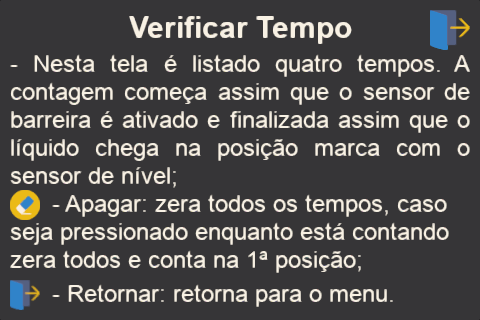 Verificar Tempo
- Nesta tela é listado quatro tempos. A
contagem começa assim que o sensor de
barreira é ativado e finalizada assim que o
líquido chega na posição marca com o
sensor de nível;
- Apagar: zera todos os tempos, caso
seja pressionado enquanto está contando
zera todos e conta na 1ª posição;
- Retornar: retorna para o menu.